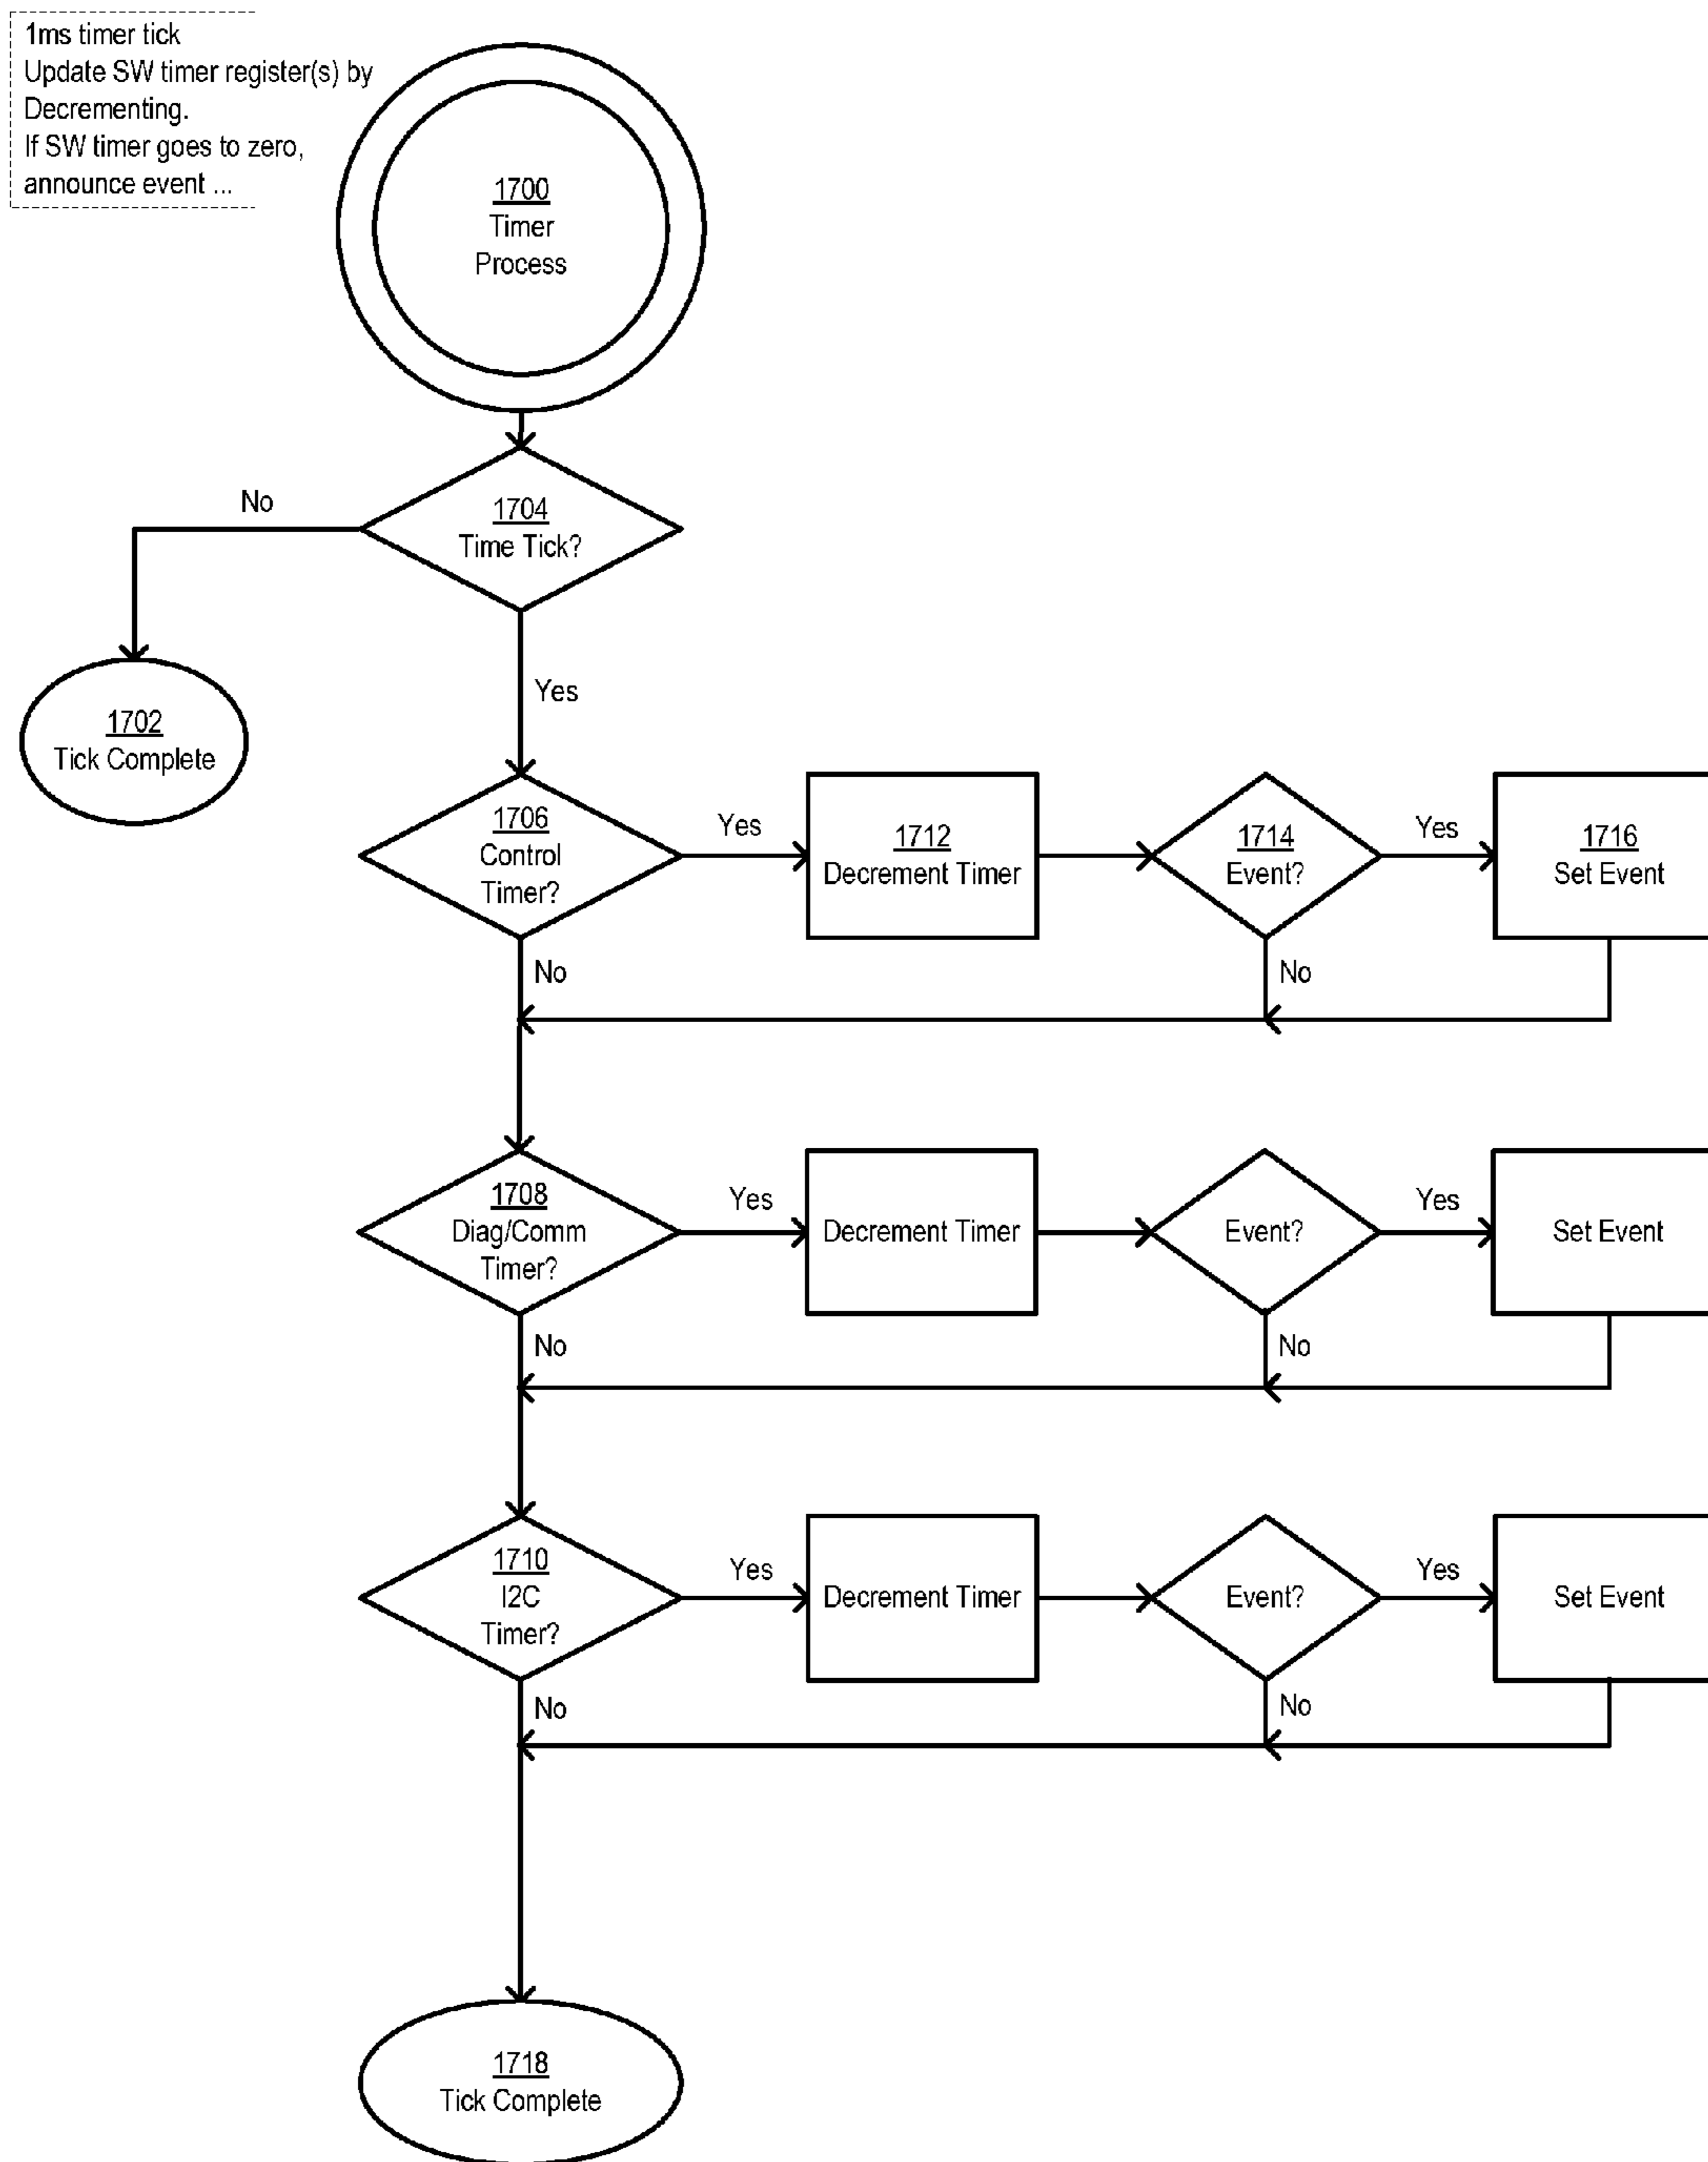 1ms timer tick
Update SW timer register(s) by
Decrementing.
If SW timer goes to zero,
announce event ...
1700
Timer
Process
No
1704
Time Tick?
Yes
1702
Tick Complete
1706
Control
Timer?
Yes
1712
Decrement Timer
1714
Event?
Yes
1716
Set Event
No
No
1708
Diag/Comm
Timer?
Yes
Decrement Timer
Event?
Yes
Set Event
No
No
1710
I2C
Timer?
Yes
Decrement Timer
Event?
Yes
Set Event
No
No
1718
Tick Complete